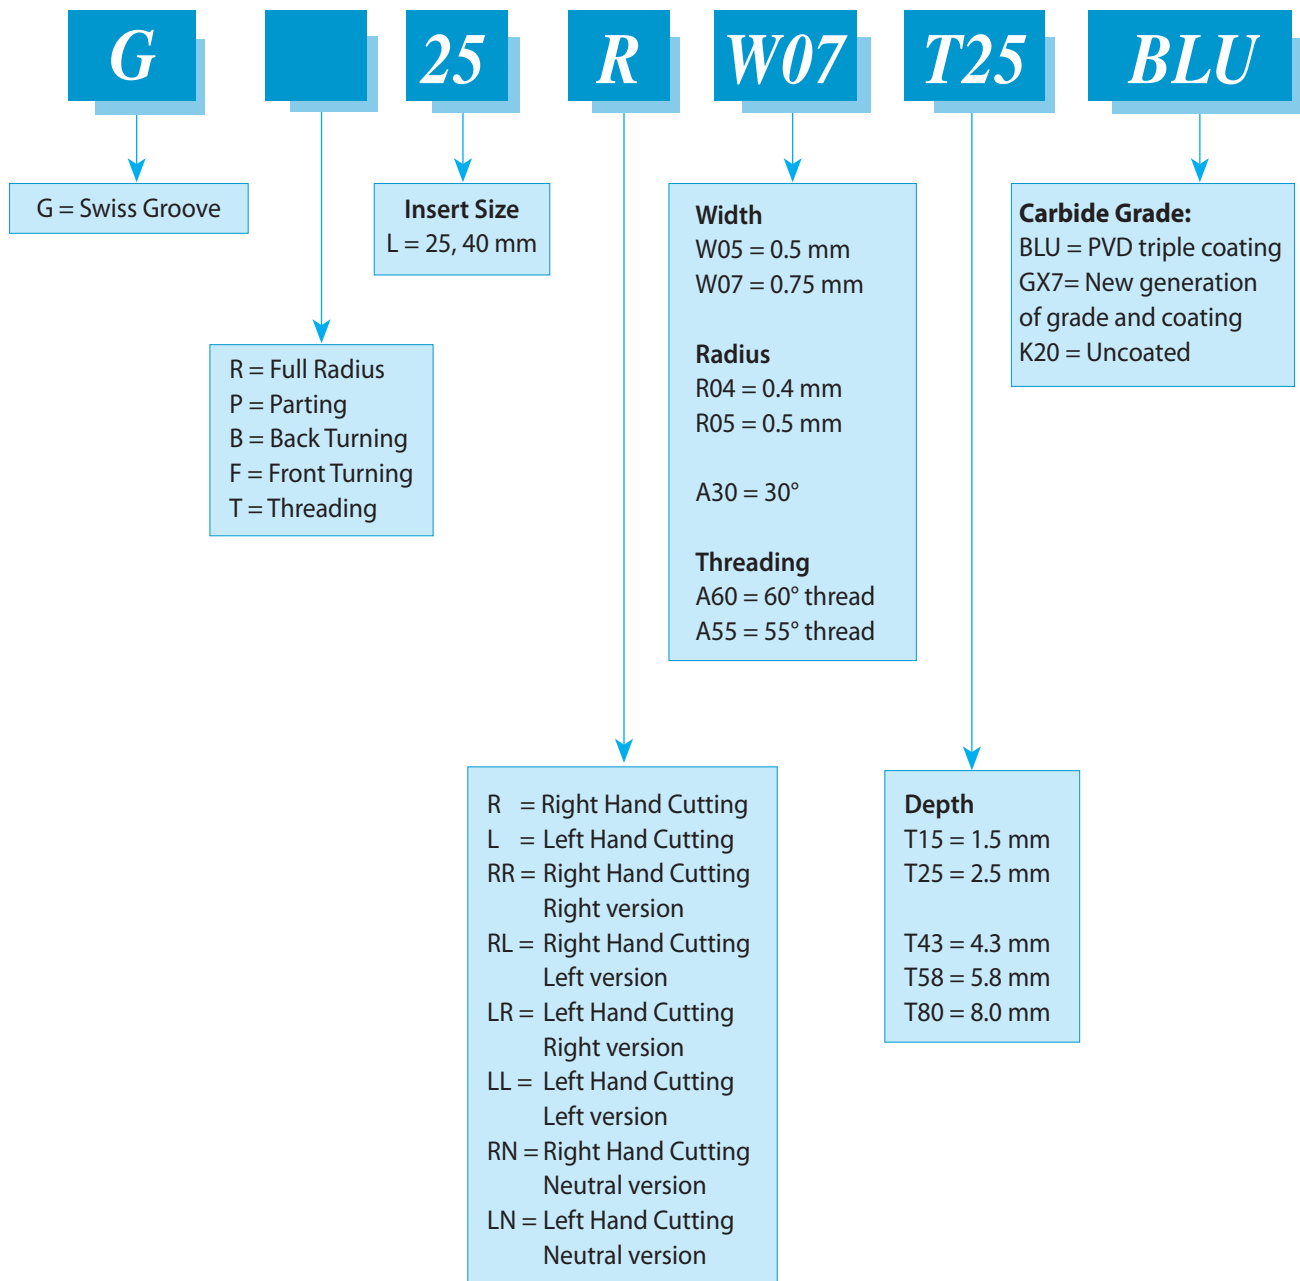 G 25 R W07 T25 BLU
G = Swiss Groove
R = Full Radius
P = Parting
B = Back Turning
F = Front Turning
T = Threading
Insert Size
L = 25, 40 mm
R = Right Hand Cutting
L = Left Hand Cutting
RR = Right Hand Cutting
Right version
RL = Right Hand Cutting
Left version
LR = Left Hand Cutting
Right version
LL = Left Hand Cutting
Left version
RN = Right Hand Cutting
Neutral version
LN = Left Hand Cutting
Neutral version
Width
W05 = 0.5 mm
W07 = 0.75 mm
Radius
R04 = 0.4 mm
R05 = 0.5 mm
A30 = 30°
Threading
A60 = 60° thread
A55 = 55° thread
Depth
T15 = 1.5 mm
T25 = 2.5 mm
T43 = 4.3 mm
T58 = 5.8 mm
T80 = 8.0 mm
Carbide Grade:
BLU = PVD triple coating
GX7= New generation
of grade and coating
K20 = Uncoated